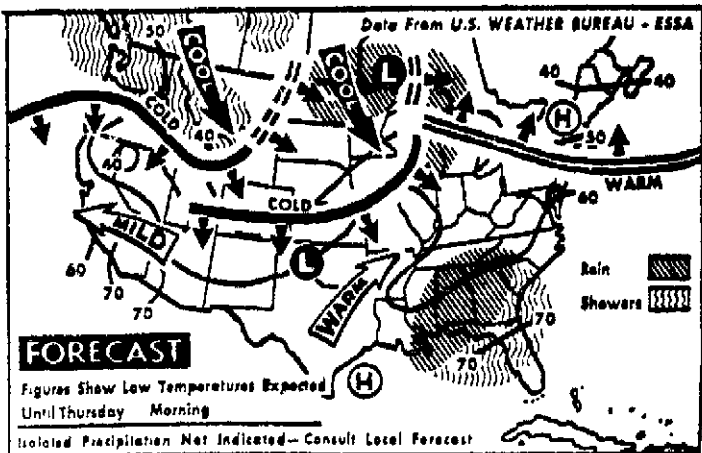 Data From U.S. WEATHER BUREAU - ESSA
50
COOL
COOL
L
40
40
COLD
40
H
50
40
WARM
COLD
60
MILD
L
60
70
70
WARM
Rain
Showers
70
70
FORECAST
H
Figures Show Low Temperatures Expected
Until Thursday Morning
Isolated Precipitation Not Indicated— Consult Local Forecast